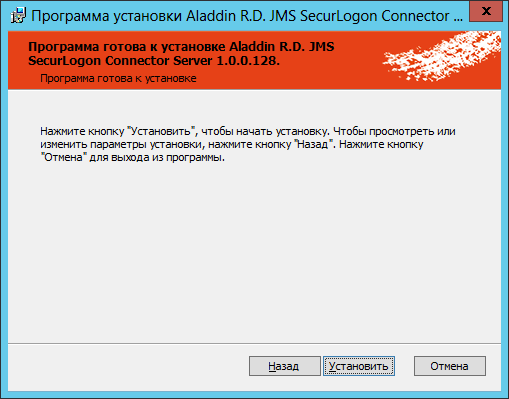 Программа установки Aladdin R.D. JMS SecurLogon Connector ...
Программа готова к установке Aladdin R.D. JMS
SecurLogon Connector Server 1.0.0.128.
Программа готова к установке
Нажмите кнопку "Установить", чтобы начать установку. Чтобы просмотреть или
изменить параметры установки, нажмите кнопку "Назад". Нажмите кнопку
"Отмена" для выхода из программы.
Назад
Установить
Отмена